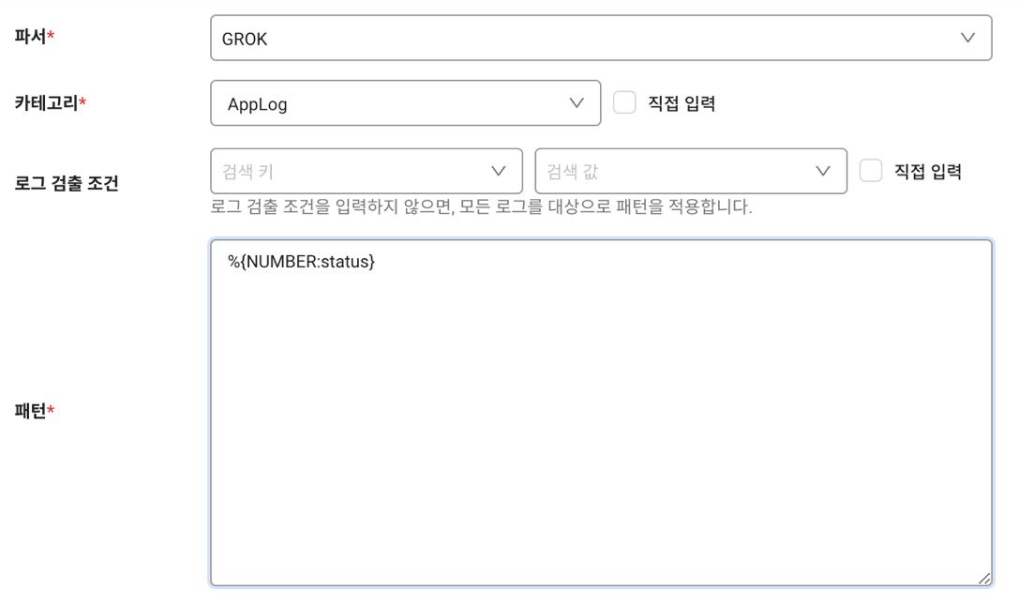 파서*
GROK
카테고리*
AppLog
직접 입력
로그 검출 조건
검색 키
검색 값
직접 입력
로그 검출 조건을 입력하지 않으면, 모든 로그를 대상으로 패턴을 적용합니다.
패턴*
%{NUMBER:status}